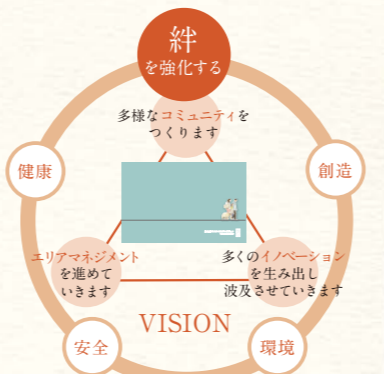 絆
を強化する
多様なコミュニティを
つくります
健康
創造
エリアマネジメント
を進めて
いきます
多くのイノベーション
を生み出し
波及させていきます
VISION
安全
環境